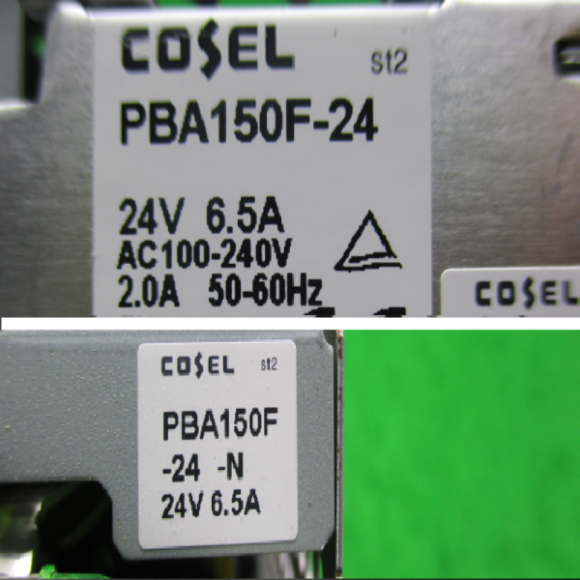 COSEL st2
PBA150F-24
24V 6.5A
AC100-240V
2.0A 50-60Hz
COSEL
COSEL st2
PBA150F
-24 -N
24V 6.5A